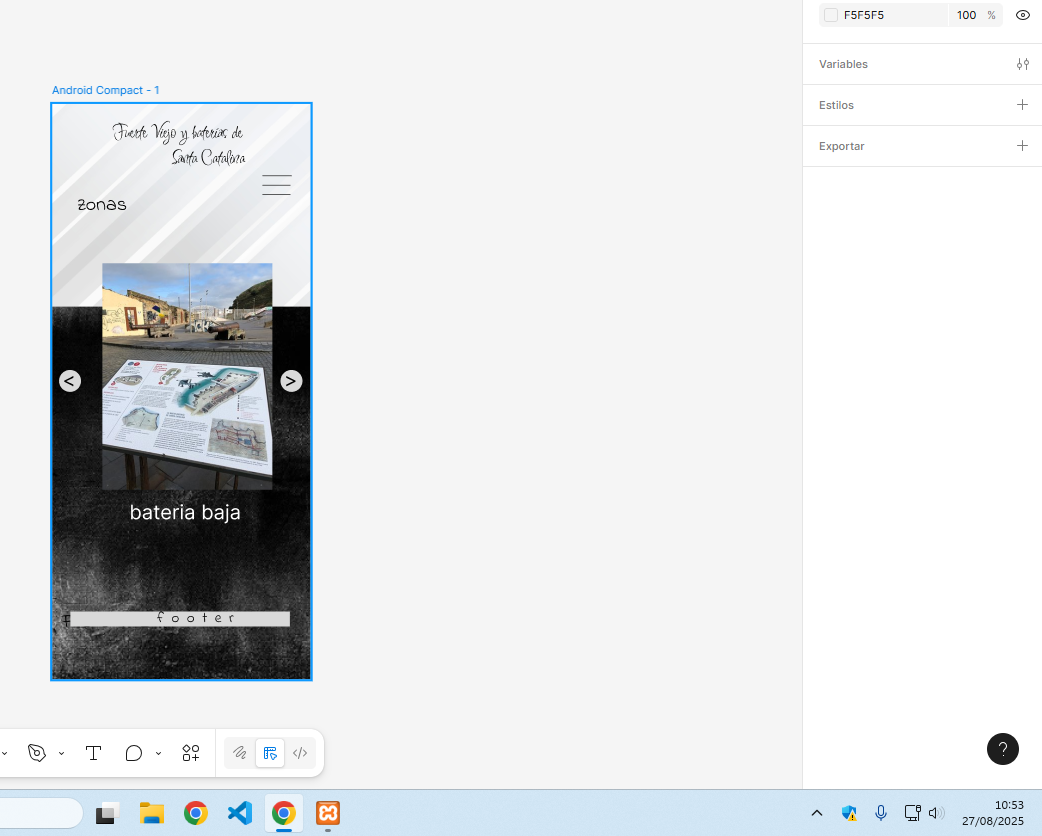 F5F5F5 100 %
Variables
Estilos
Exportar
Android Compact - 1
Fuerte Viejo y baterias de
Santa Catalina
Zonas
< >
bateria baja
footer
10:53
27/08/2025